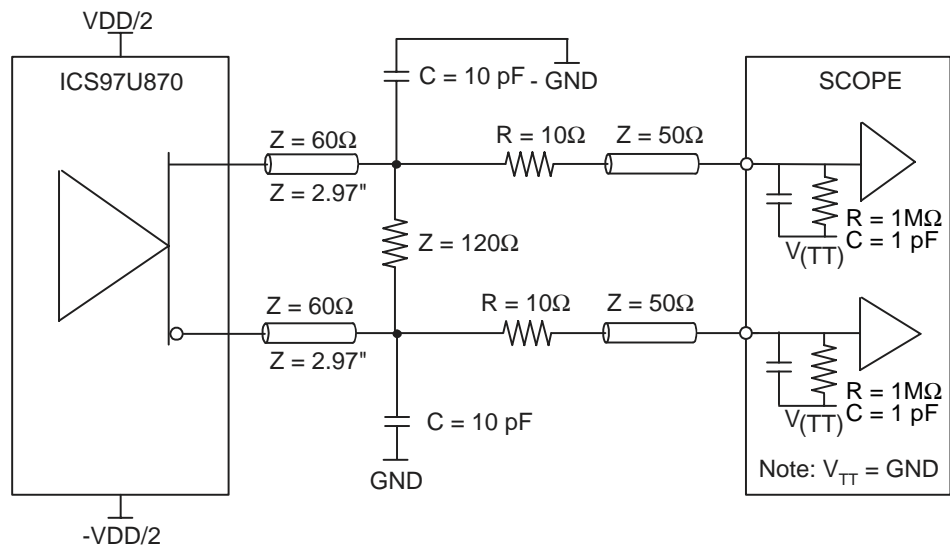 VDD/2
ICS97U870
C = 10 pF
- GND
SCOPE
Z = 60Ω
R = 10Ω
Z = 50Ω
Z = 2.97"
R = 1MΩ
C = 1 pF
V(TT)
Z = 120Ω
Z = 60Ω
R = 10Ω
Z = 50Ω
Z = 2.97"
R = 1MΩ
C = 1 pF
V(TT)
C = 10 pF
GND
Note: VTT = GND
-VDD/2